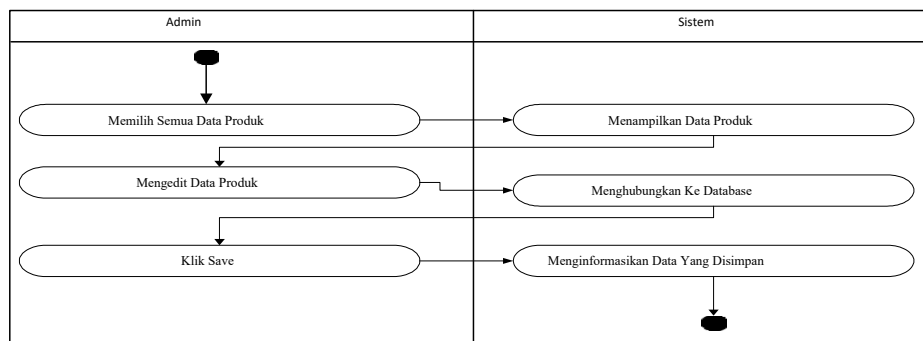 Admin
Sistem
Memilih Semua Data Produk
Menampilkan Data Produk
Mengedit Data Produk
Menghubungkan Ke Database
Klik Save
Menginformasikan Data Yang Disimpan